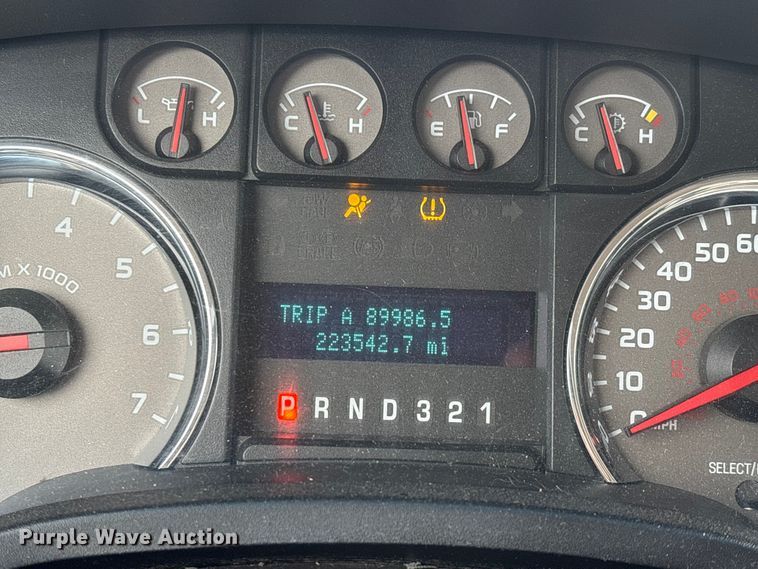 L H
C H
E F
C H
4
5
6
7
M X 1000
TRIP A 89986.5
223542.7 mi
P R N D 3 2 1
60
50
40
30
20
10
0
MPH
SELECT/
Purple Wave Auction